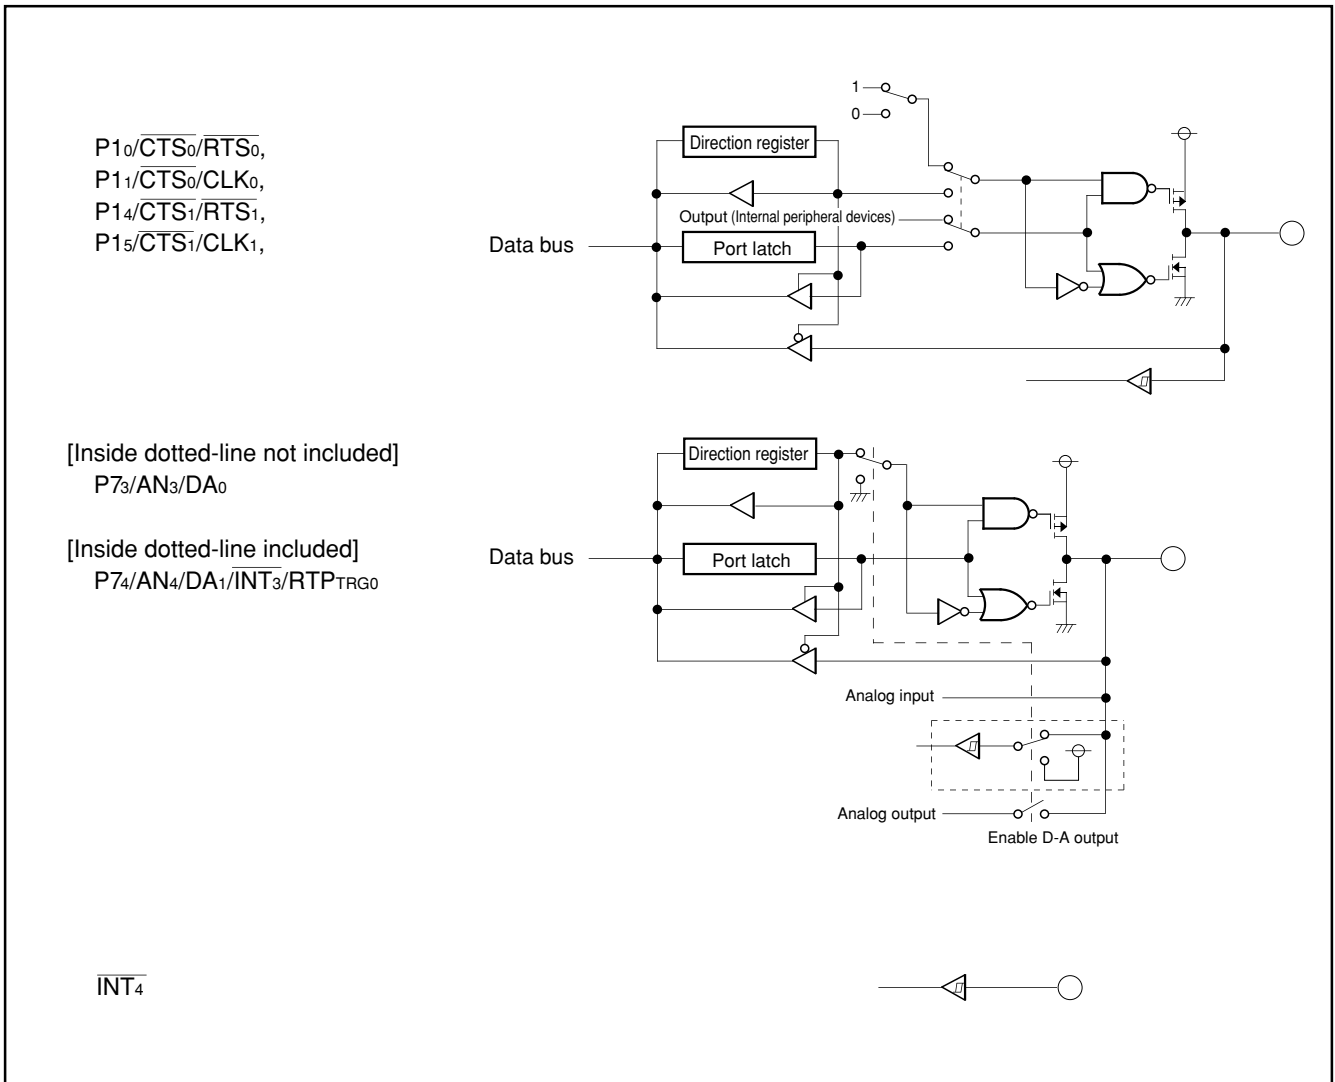 1
0
P10/CTS0/RTS0,
P11/CTS0/CLK0,
P14/CTS1/RTS1,
P15/CTS1/CLK1,
Data bus
Direction register
Output (Internal peripheral devices)
Port latch
[Inside dotted-line not included]
P73/AN3/DA0
[Inside dotted-line included]
P74/AN4/DA1/INT3/RTPTRG0
Data bus
Direction register
Port latch
Analog input
Analog output
Enable D-A output
INT4